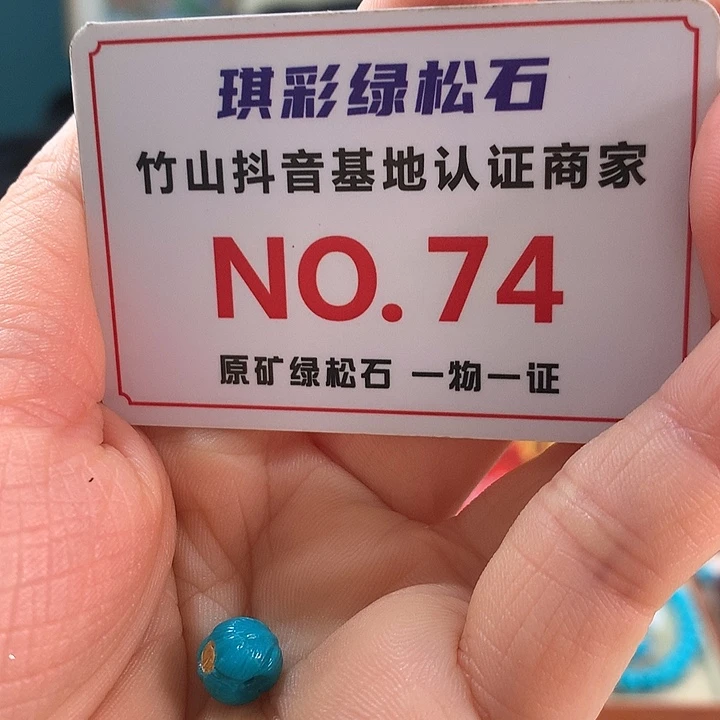 琪彩绿松石
竹山抖音基地认证商家
NO.74
原矿绿松石 一物一证